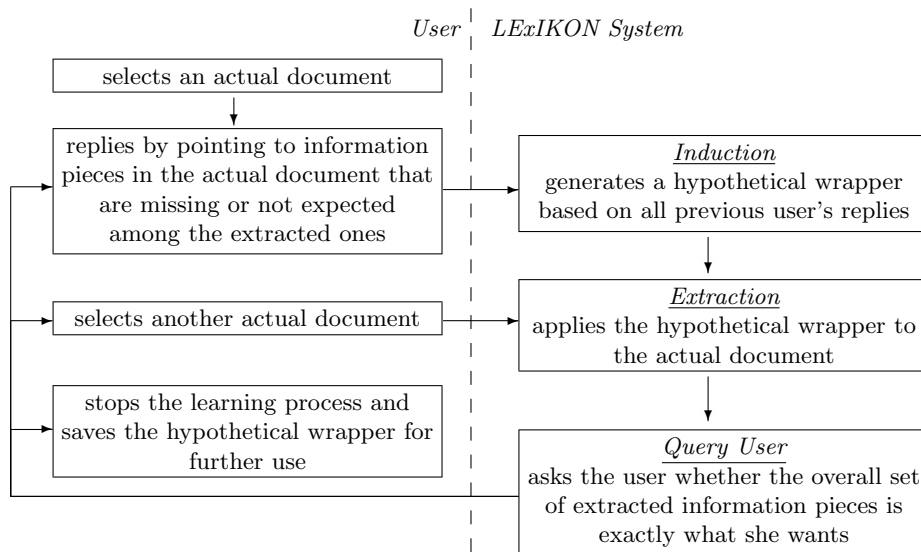 User
LExIKON System
selects an actual document
replies by pointing to information
pieces in the actual document that
are missing or not expected
among the extracted ones
Induction
generates a hypothetical wrapper
based on all previous user's replies
selects another actual document
Extraction
applies the hypothetical wrapper to
the actual document
stops the learning process and
saves the hypothetical wrapper for
further use
Query User
asks the user whether the overall set
of extracted information pieces is
exactly what she wants